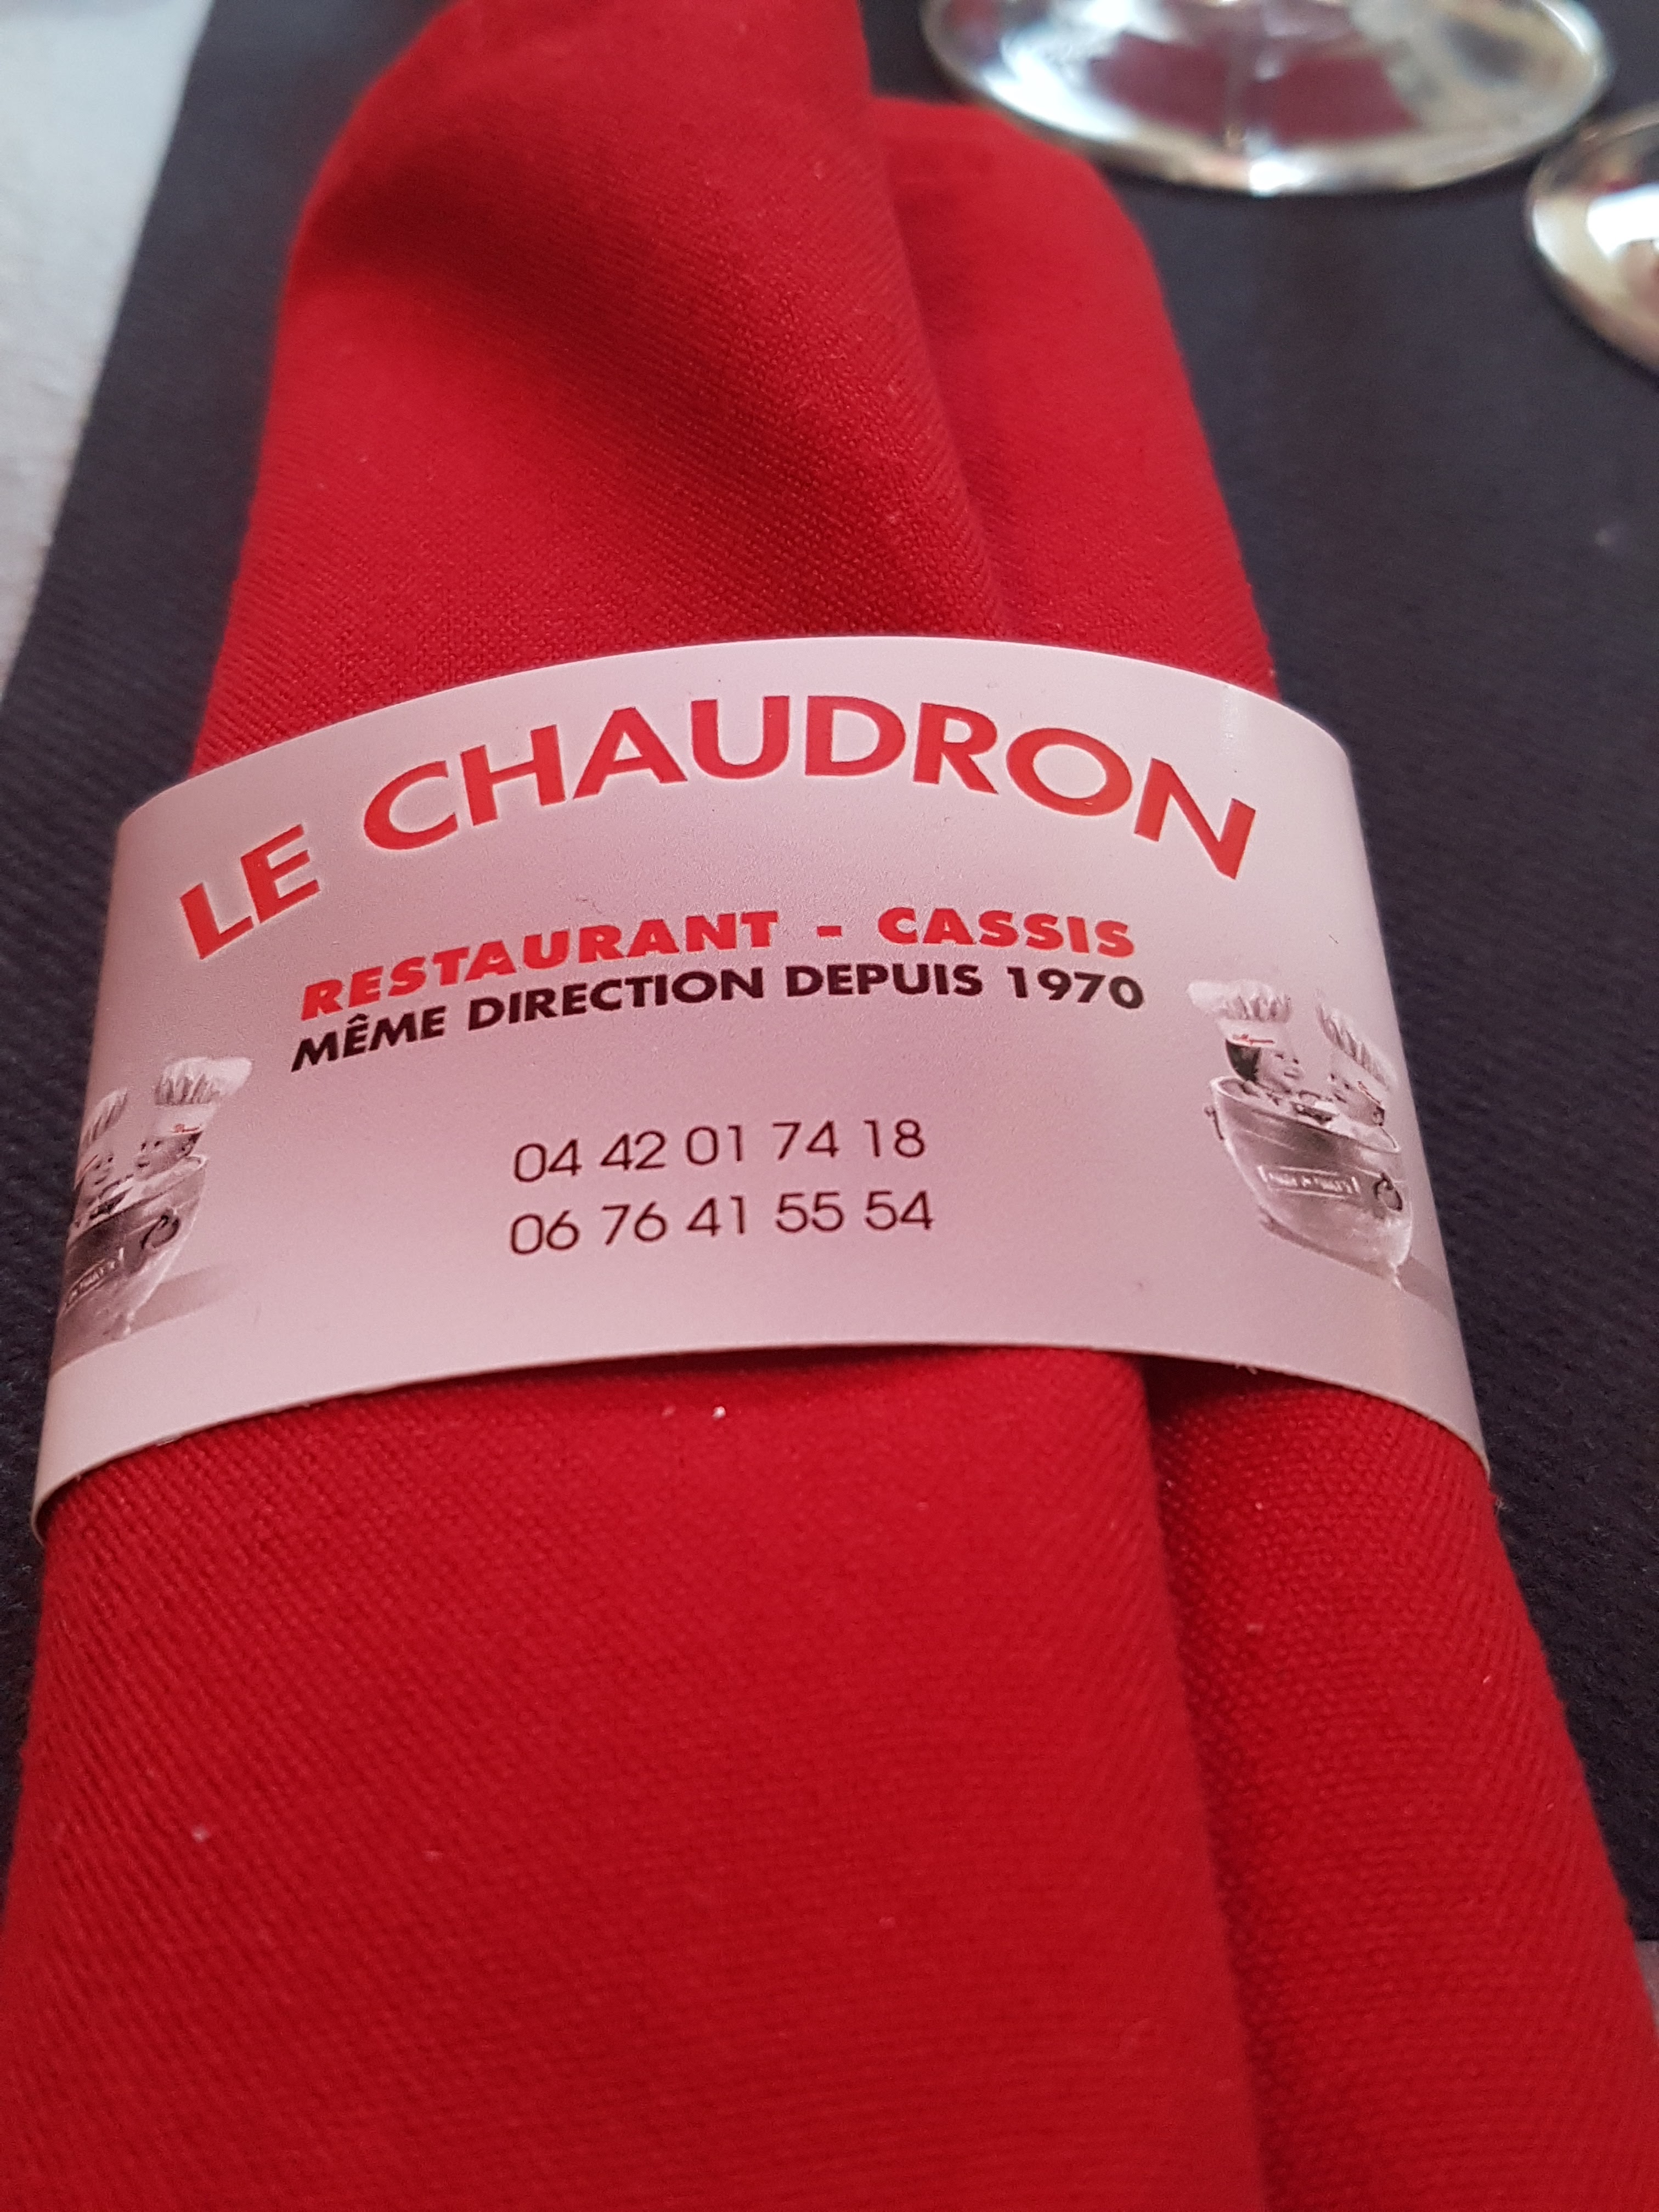 LE CHAUDRON
RESTAURANT - CASSIS
MÊME DIRECTION DEPUIS 1970
04 42 01 74 18
06 76 41 55 54